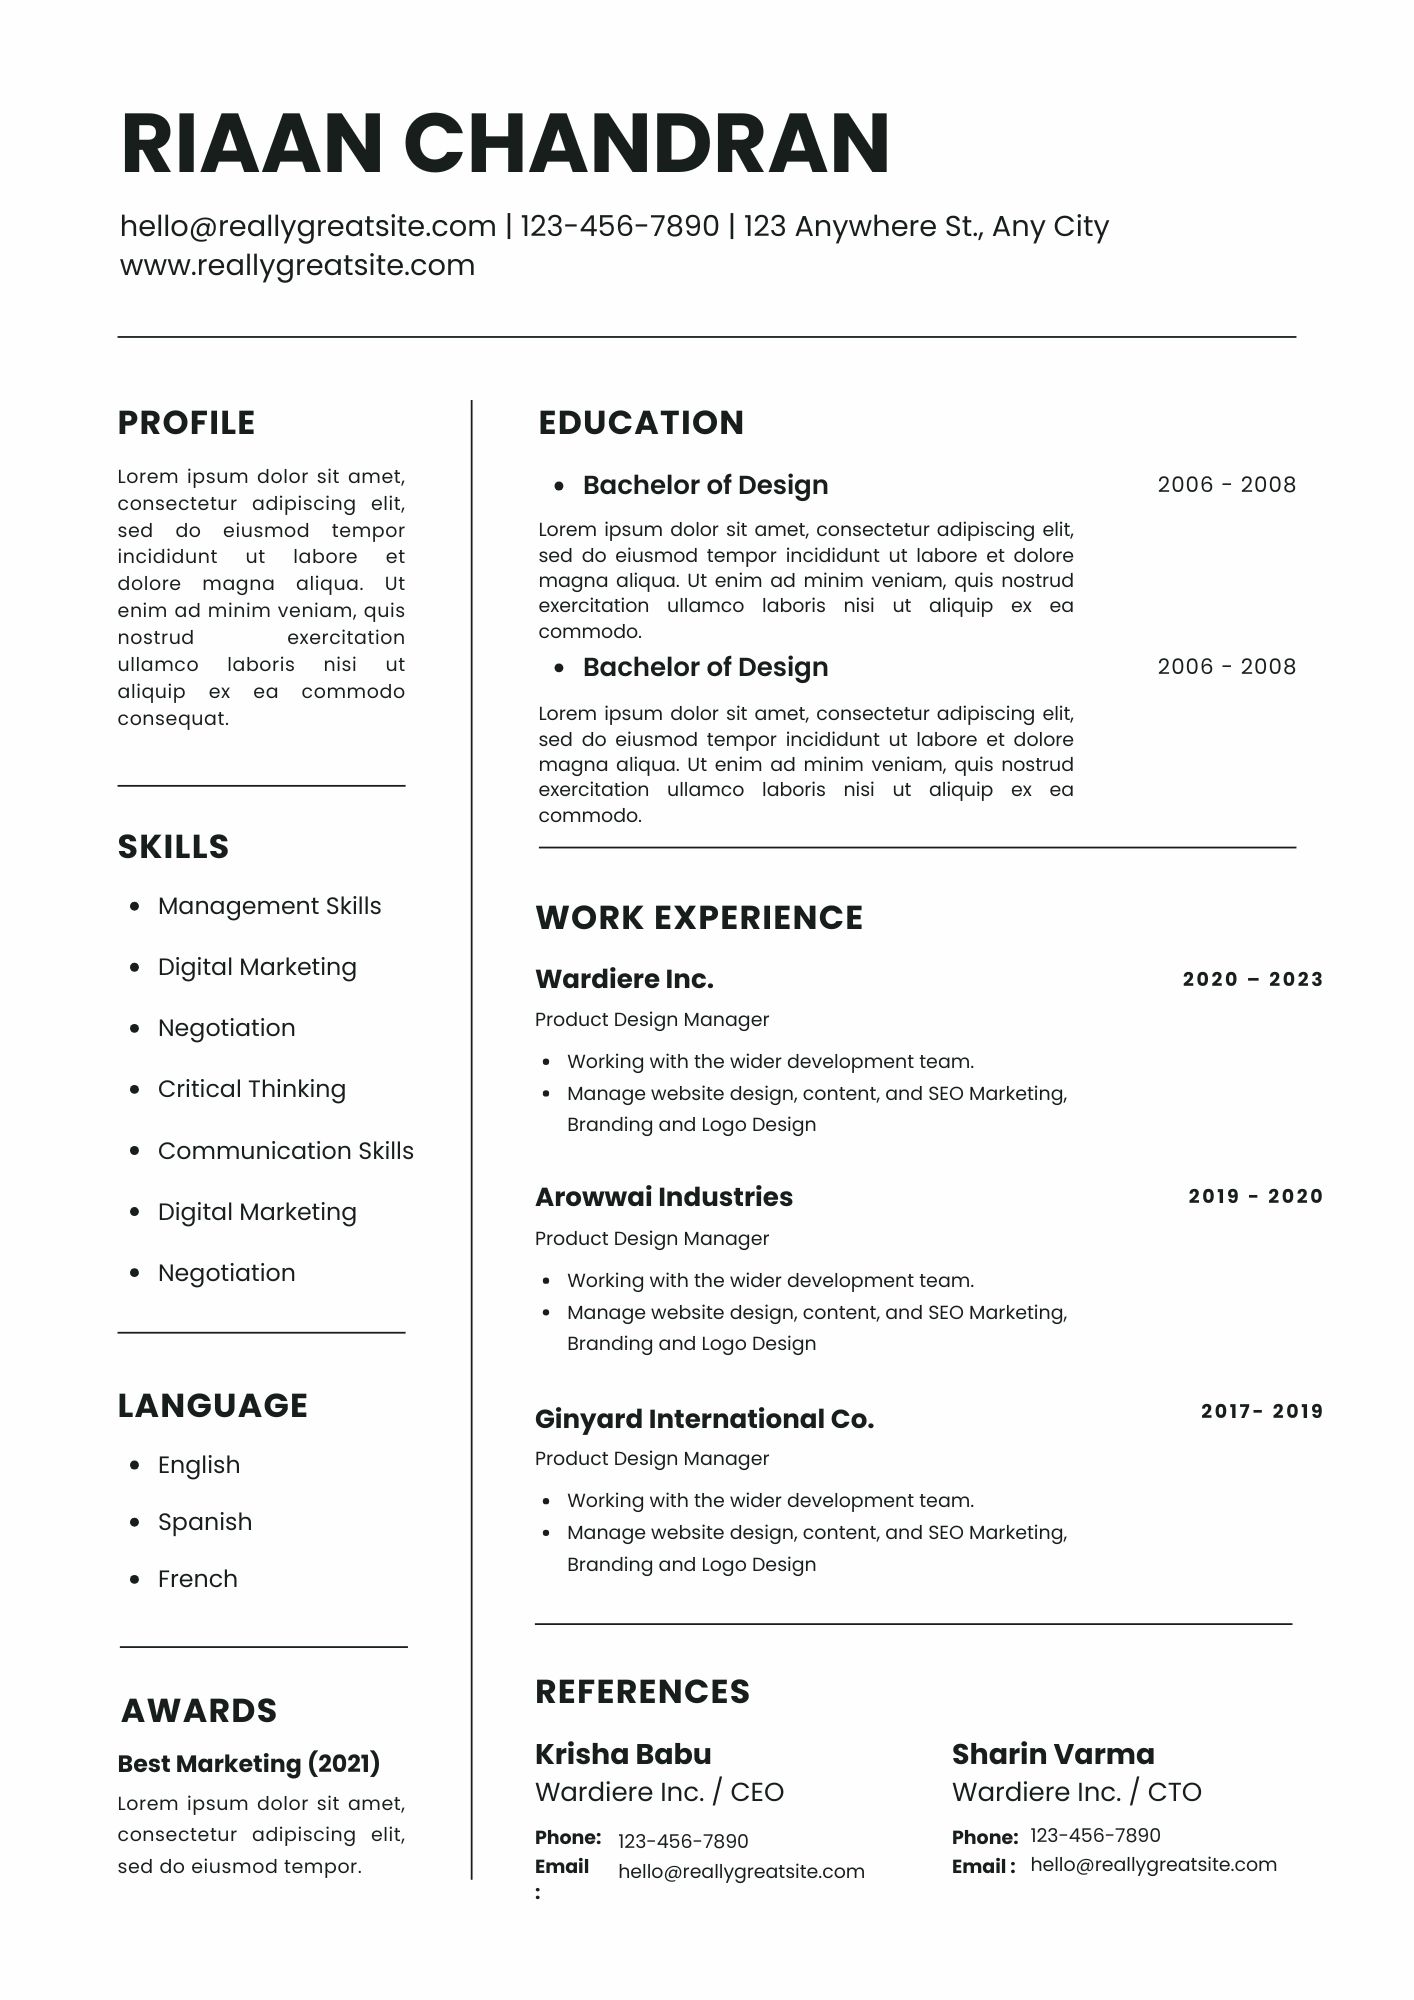 RIAAN CHANDRAN
hello@reallygreatsite.com | 123-456-7890 | 123 Anywhere St., Any City
www.reallygreatsite.com
PROFILE
Lorem ipsum dolor sit amet,
consectetur adipiscing elit,
sed do eiusmod tempor
incididunt ut labore et
dolore magna aliqua. Ut
enim ad minim veniam, quis
nostrud exercitation
ullamco laboris nisi ut
aliquip ex ea commodo
consequat.
SKILLS
• Management Skills
• Digital Marketing
• Negotiation
• Critical Thinking
• Communication Skills
• Digital Marketing
• Negotiation
LANGUAGE
• English
• Spanish
• French
AWARDS
Best Marketing (2021)
Lorem ipsum dolor sit amet,
consectetur adipiscing elit,
sed do eiusmod tempor.
EDUCATION
• Bachelor of Design 2006 - 2008
Lorem ipsum dolor sit amet, consectetur adipiscing elit,
sed do eiusmod tempor incididunt ut labore et dolore
magna aliqua. Ut enim ad minim veniam, quis nostrud
exercitation ullamco laboris nisi ut aliquip ex ea
commodo.
• Bachelor of Design 2006 - 2008
Lorem ipsum dolor sit amet, consectetur adipiscing elit,
sed do eiusmod tempor incididunt ut labore et dolore
magna aliqua. Ut enim ad minim veniam, quis nostrud
exercitation ullamco laboris nisi ut aliquip ex ea
commodo.
WORK EXPERIENCE
Wardiere Inc. 2020 – 2023
Product Design Manager
• Working with the wider development team.
• Manage website design, content, and SEO Marketing,
Branding and Logo Design
Arowwai Industries 2019 - 2020
Product Design Manager
• Working with the wider development team.
• Manage website design, content, and SEO Marketing,
Branding and Logo Design
Ginyard International Co. 2017- 2019
Product Design Manager
• Working with the wider development team.
• Manage website design, content, and SEO Marketing,
Branding and Logo Design
REFERENCES
Krisha Babu
Wardiere Inc. / CEO
Phone: 123-456-7890
Email hello@reallygreatsite.com
:
Sharin Varma
Wardiere Inc. / CTO
Phone: 123-456-7890
Email : hello@reallygreatsite.com